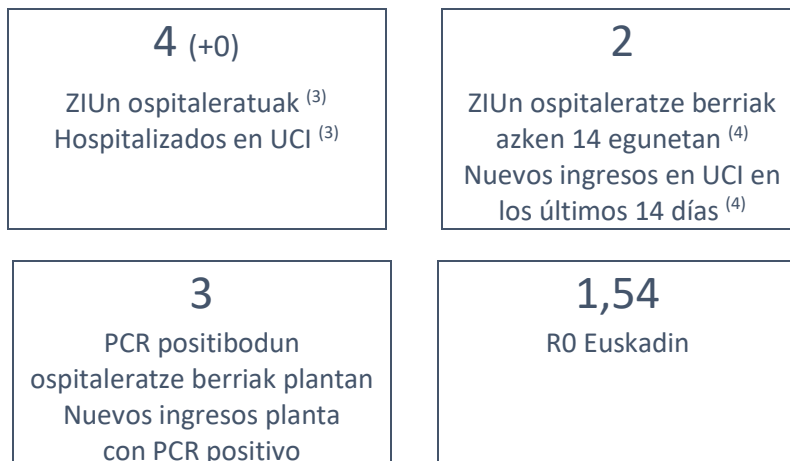 4 (+0)
ZIUn ospitaleratuak (3)
Hospitalizados en UCI (3)
2
ZIUn ospitaleratze berriak
azken 14 egunetan (4)
Nuevos ingresos en UCI en
los últimos 14 días (4)
3
PCR positibodun
ospitaleratze berriak plantan
Nuevos ingresos planta
con PCR positivo
1,54
R0 Euskadin